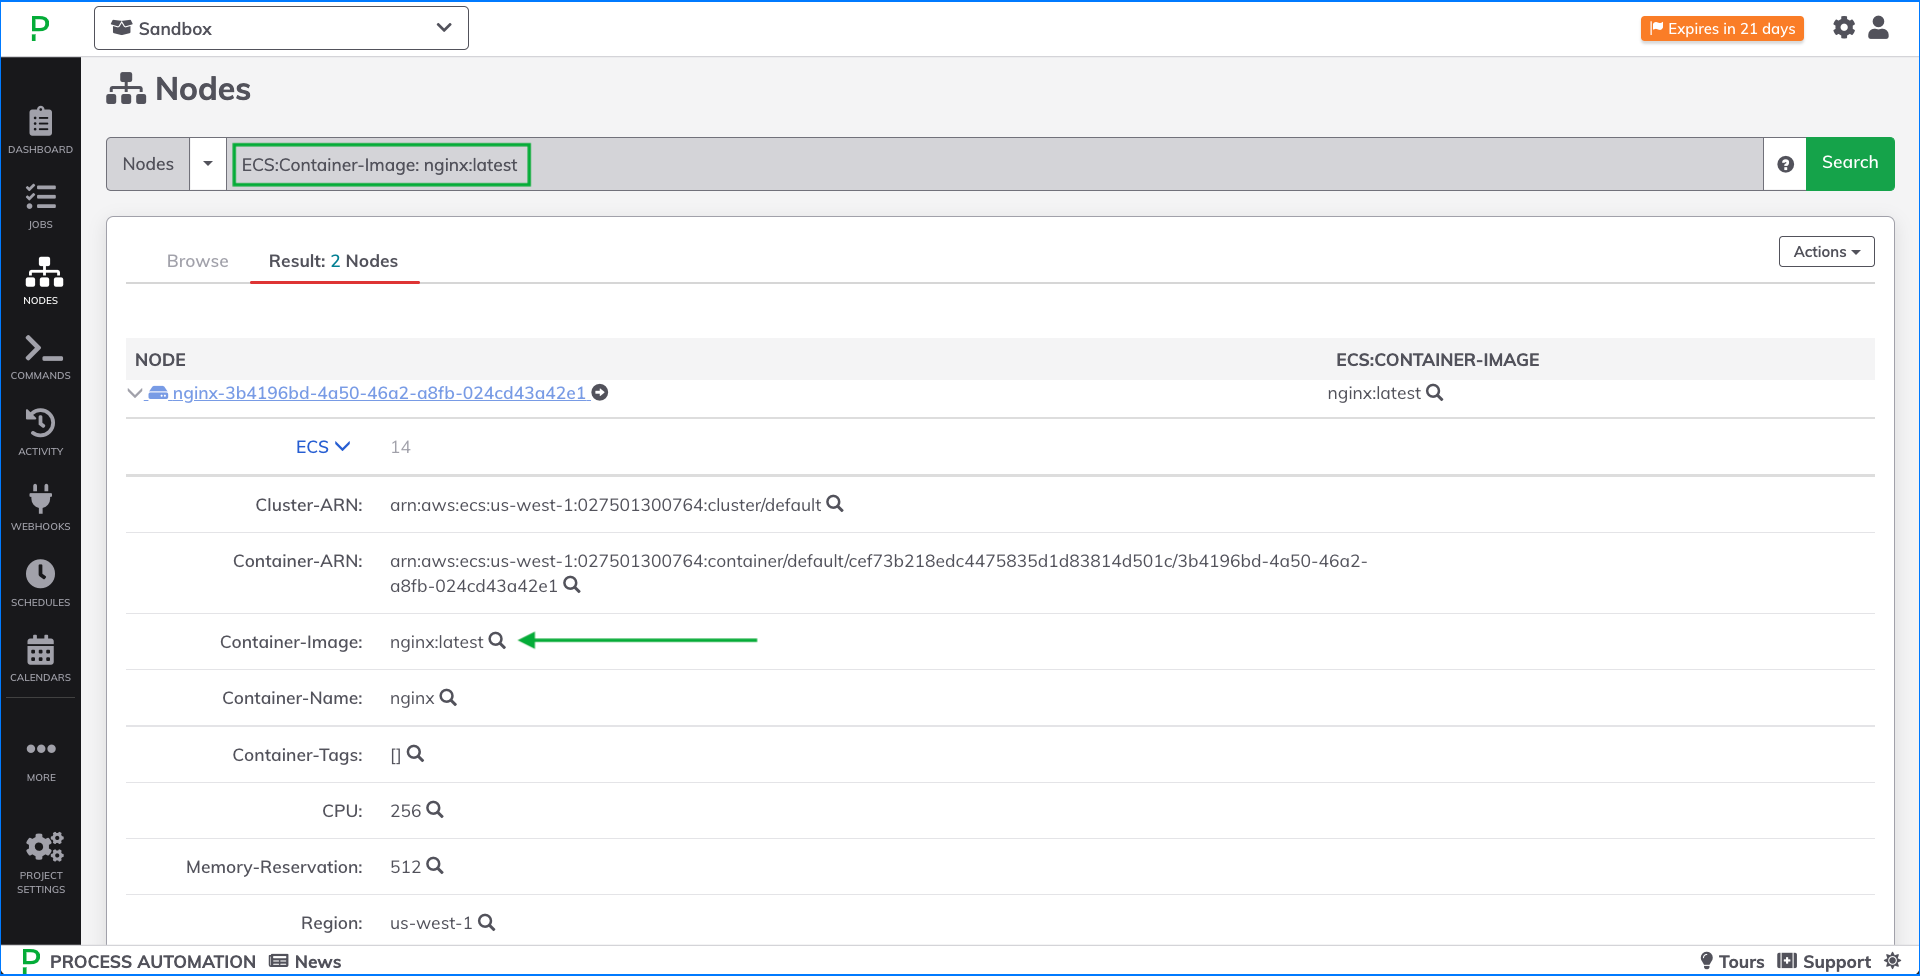 Sandbox
Expires in 21 days
Nodes
Nodes
ECS:Container-Image: nginx:latest
Search
DASHBOARD
JOBS
NODES
COMMANDS
ACTIVITY
WEBHOOKS
SCHEDULES
CALENDARS
MORE
PROJECT
SETTINGS
Browse
Result: 2 Nodes
Actions
NODE
ECS:CONTAINER-IMAGE
nginx-3b4196bd-4a50-46a2-a8fb-024cd43a42e1
nginx:latest
ECS
14
Cluster-ARN:
arn:aws:ecs:us-west-1:027501300764:cluster/default
Container-ARN:
arn:aws:ecs:us-west-1:027501300764:container/default/cef73b218edc4475835d1d83814d501c/3b4196bd-4a50-46a2-
a8fb-024cd43a42e1
Container-Image:
nginx:latest
Container-Name:
nginx
Container-Tags:
[]
CPU:
256
Memory-Reservation:
512
Region:
us-west-1
PROCESS AUTOMATION
News
Tours
Support